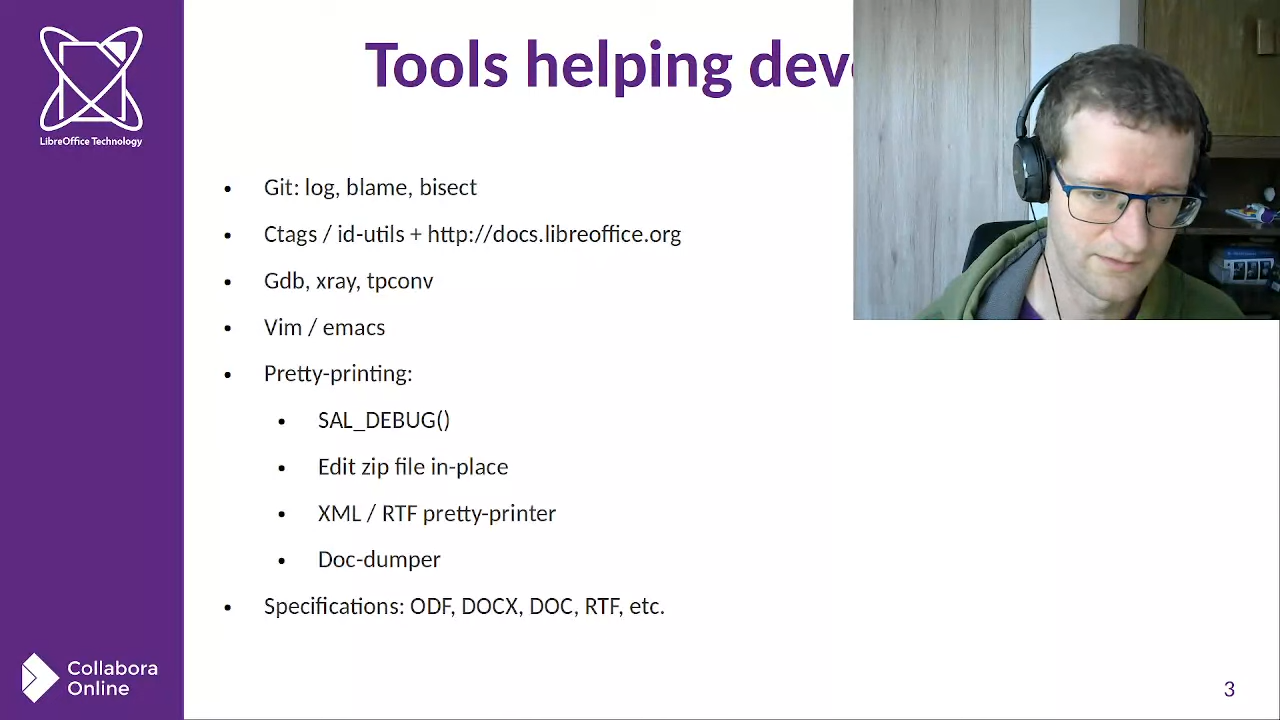 LibreOffice Technology
Tools helping deve
Git: log, blame, bisect
Ctags / id-utils + http://docs.libreoffice.org
Gdb, xray, tpconv
Vim / emacs
Pretty-printing:
SAL_DEBUG()
Edit zip file in-place
XML / RTF pretty-printer
Doc-dumper
Specifications: ODF, DOCX, DOC, RTF, etc.
Collabora
Online
3